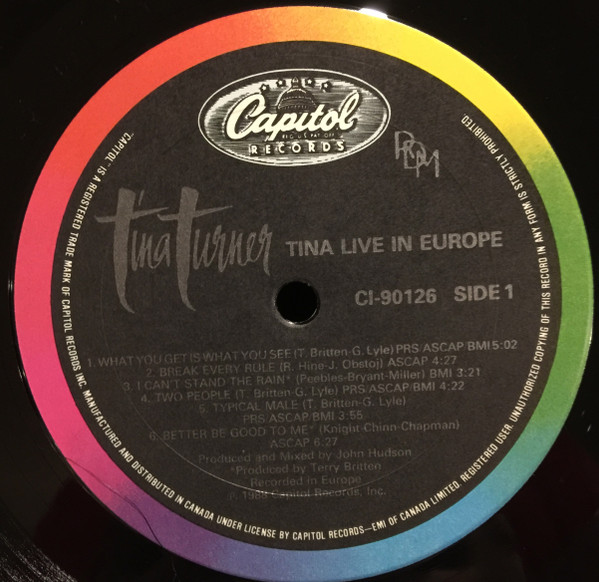 Capitol
REG. U.S. PAT. OFF.
RECORDS
Tina Turner
TINA LIVE IN EUROPE
C1-90126 SIDE 1
1. WHAT YOU GET IS WHAT YOU SEE (T. Britten-G. Lyle) PRS/ASCAP BMI 5:02
2. BREAK EVERY RULE (R. Hine-J. Obstoj) ASCAP 4:27
3. I CAN'T STAND THE RAIN* (Peebles-Bryant-Miller) BMI 3:21
4. TWO PEOPLE (T. Britten-G. Lyle) PRS/ASCAP/BMI 4:22
5. TYPICAL MALE (T. Britten-G. Lyle)
PRS ASCAP/BMI 3:55
6. BETTER BE GOOD TO ME* (Knight-Chinn-Chapman)
ASCAP 6:27
Produced and Mixed by John Hudson
*Produced by Terry Britten
Recorded in Europe
℗ 1988 Capitol Records, Inc.
"CAPITOL" IS A REGISTERED TRADE MARK OF CAPITOL RECORDS INC. MANUFACTURED AND DISTRIBUTED IN CANADA UNDER LICENSE BY CAPITOL RECORDS—EMI OF CANADA LIMITED. REGISTERED USER. UNAUTHORIZED COPYING OF THIS RECORD IN ANY FORM IS STRICTLY PROHIBITED